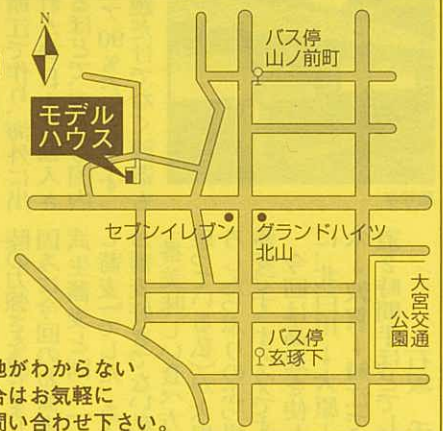 N
バス停
山ノ前町
モデル
ハウス
セブンイレブン
グランドハイツ
北山
大宮交通
公園
バス停
玄琢下
地がわからない
合はお気軽に
問い合わせ下さい。